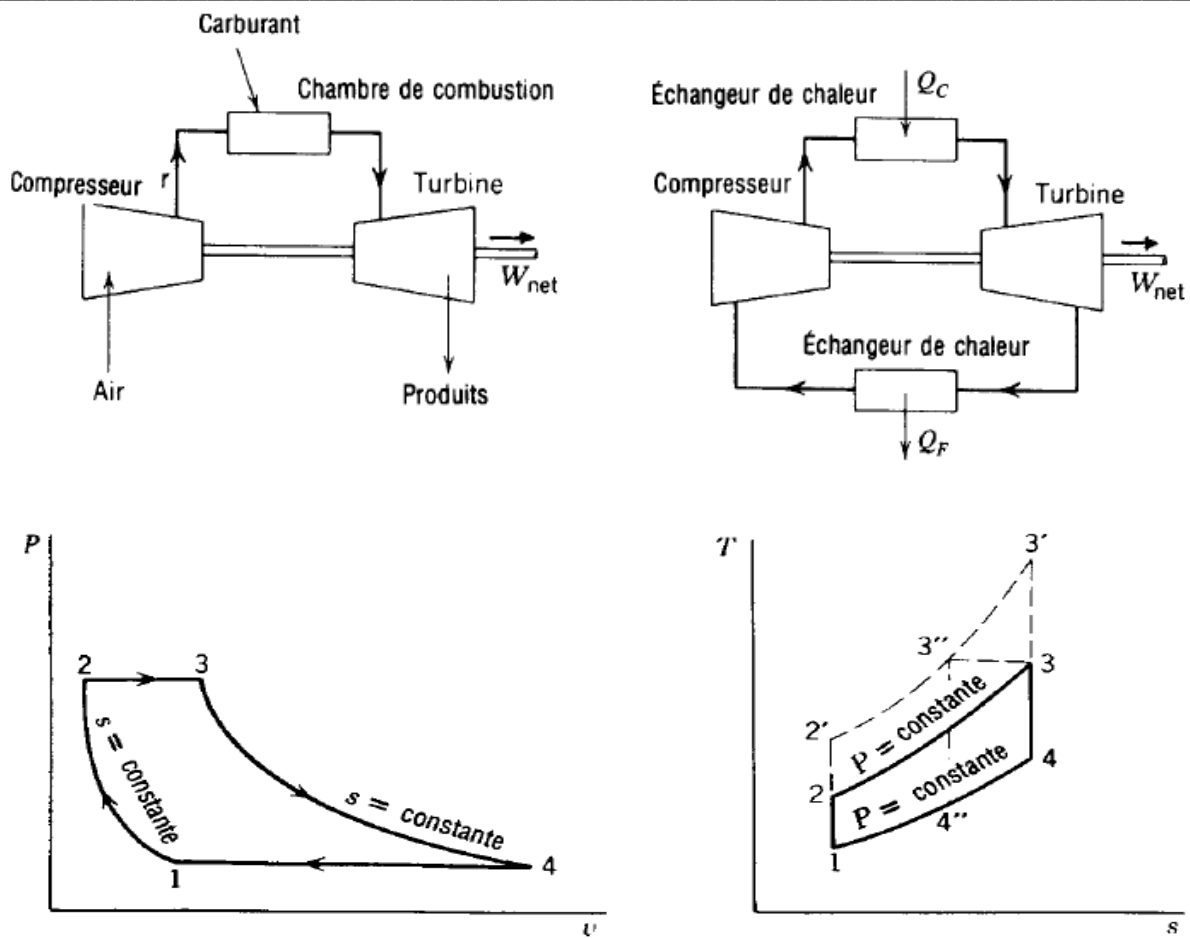 Carburant
Chambre de combustion
Compresseur
r
Turbine
W_net
Air
Produits
Échangeur de chaleur
Q_C
Compresseur
Turbine
W_net
Échangeur de chaleur
Q_F
P
2
3
s = constante
s = constante
1
4
v
T
3′
3″
3
2′
P = constante
2
P = constante
4
4″
1
s